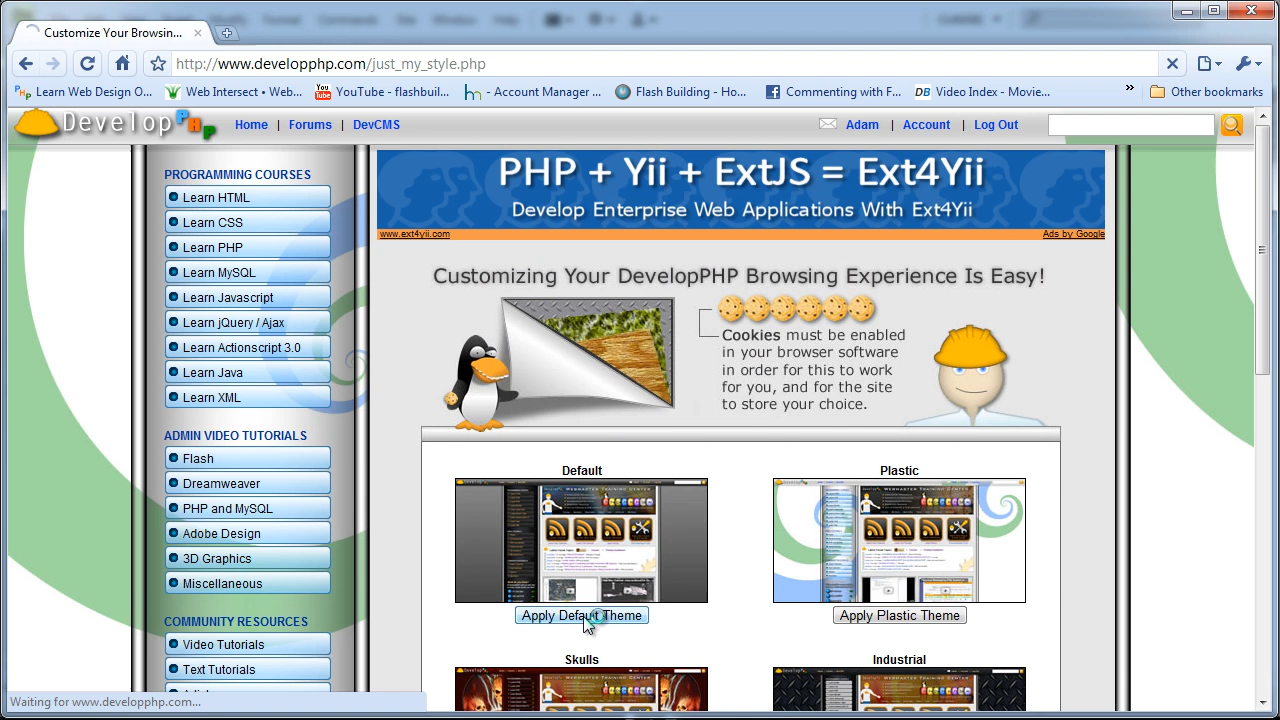 Customize Your Browsin...
http://www.developphp.com/just_my_style.php
Learn Web Design O...
Web Intersect • Web...
YouTube - flashbuil...
- Account Manager ...
Flash Building - Ho...
Commenting with F...
DB Video Index - Movie...
»
Other bookmarks
Develop PHP
Home | Forums | DevCMS
Adam | Account | Log Out
PROGRAMMING COURSES
Learn HTML
Learn CSS
Learn PHP
Learn MySQL
Learn Javascript
Learn jQuery / Ajax
Learn Actionscript 3.0
Learn Java
Learn XML
ADMIN VIDEO TUTORIALS
Flash
Dreamweaver
PHP and MySQL
Miscellaneous
COMMUNITY RESOURCES
Video Tutorials
Text Tutorials
PHP + Yii + ExtJS = Ext4Yii
Develop Enterprise Web Applications With Ext4Yii
www.ext4yii.com
Ads by Google
Customizing Your DevelopPHP Browsing Experience Is Easy!
Cookies must be enabled
in your browser software
in order for this to work
for you, and for the site
to store your choice.
Default
Plastic
Apply Default Theme
Apply Plastic Theme
Skulls
Industrial
Waiting for www.developphp.com...